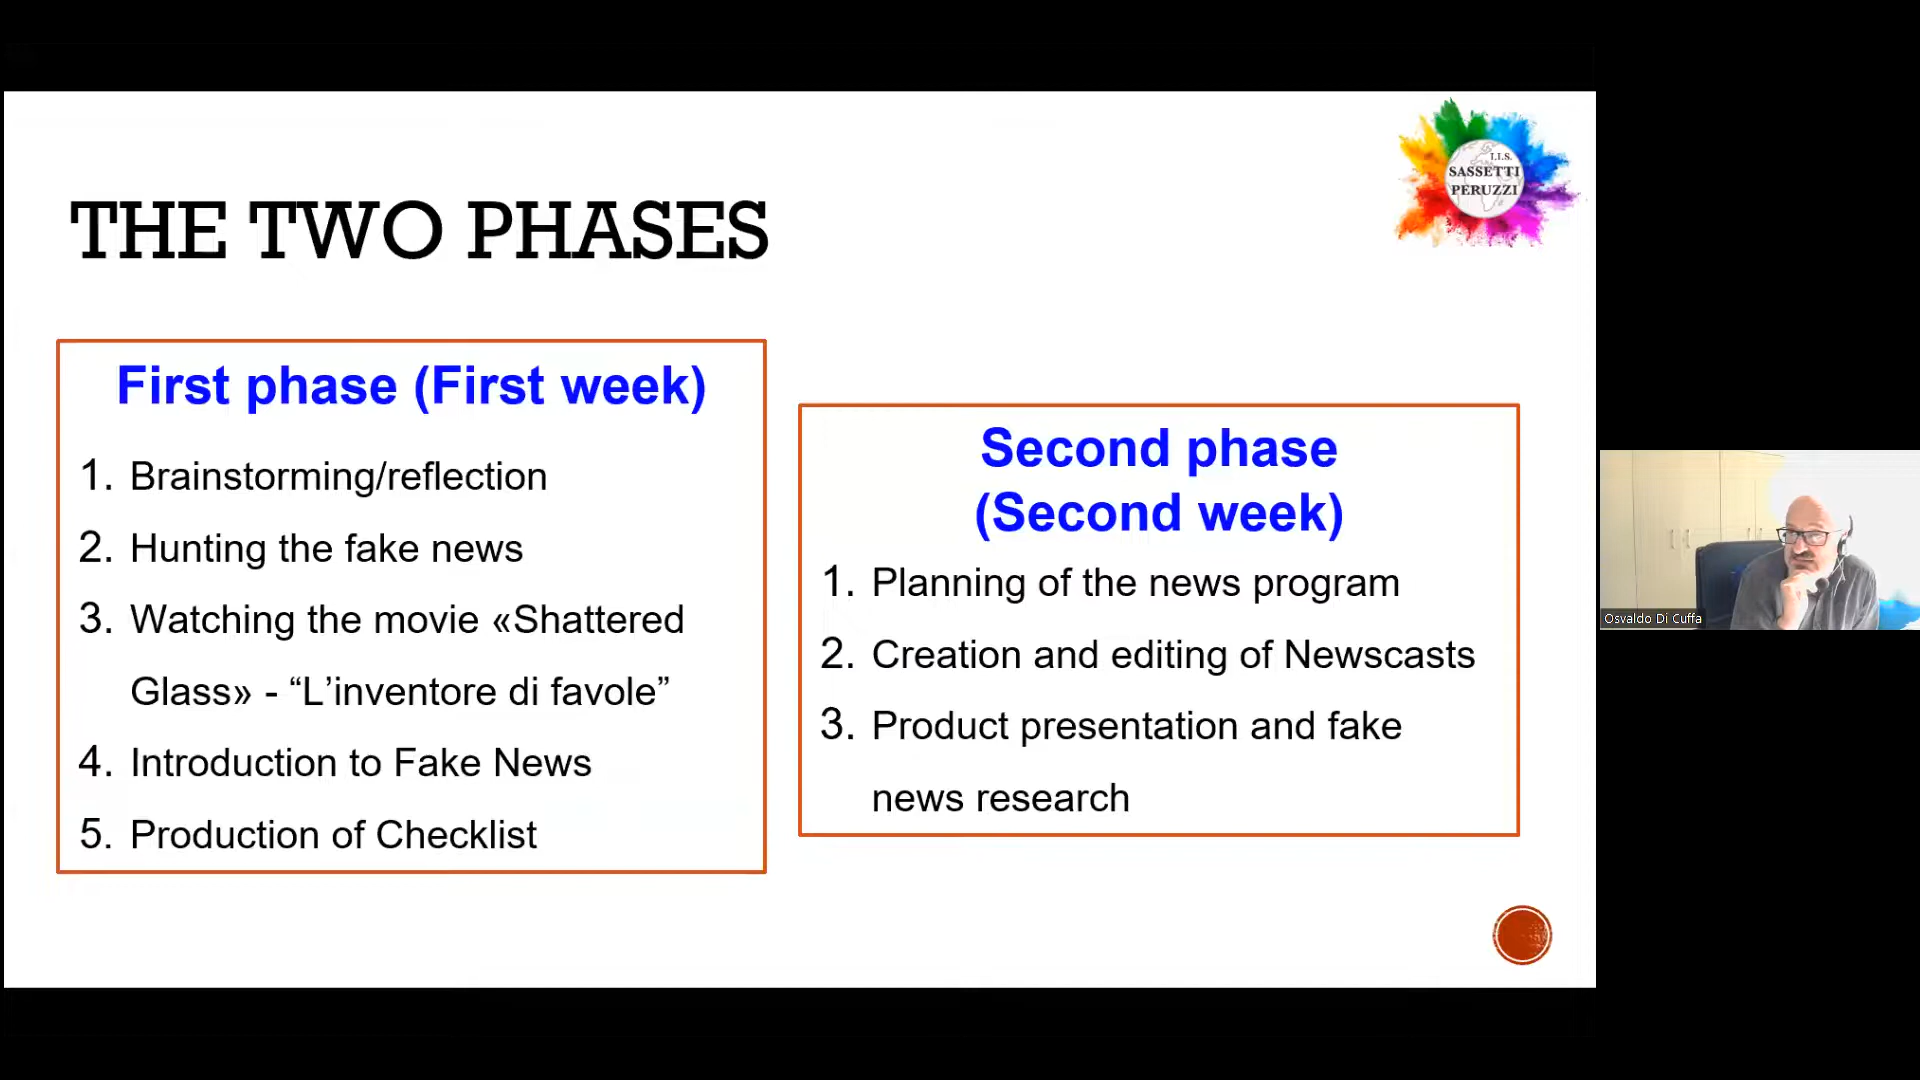 THE TWO PHASES
I.I.S.
SASSETTI
PERUZZI
First phase (First week)
1. Brainstorming/reflection
2. Hunting the fake news
3. Watching the movie «Shattered
Glass» - “L’inventore di favole”
4. Introduction to Fake News
5. Production of Checklist
Second phase
(Second week)
1. Planning of the news program
2. Creation and editing of Newscasts
3. Product presentation and fake
news research
Osvaldo Di Cuffa